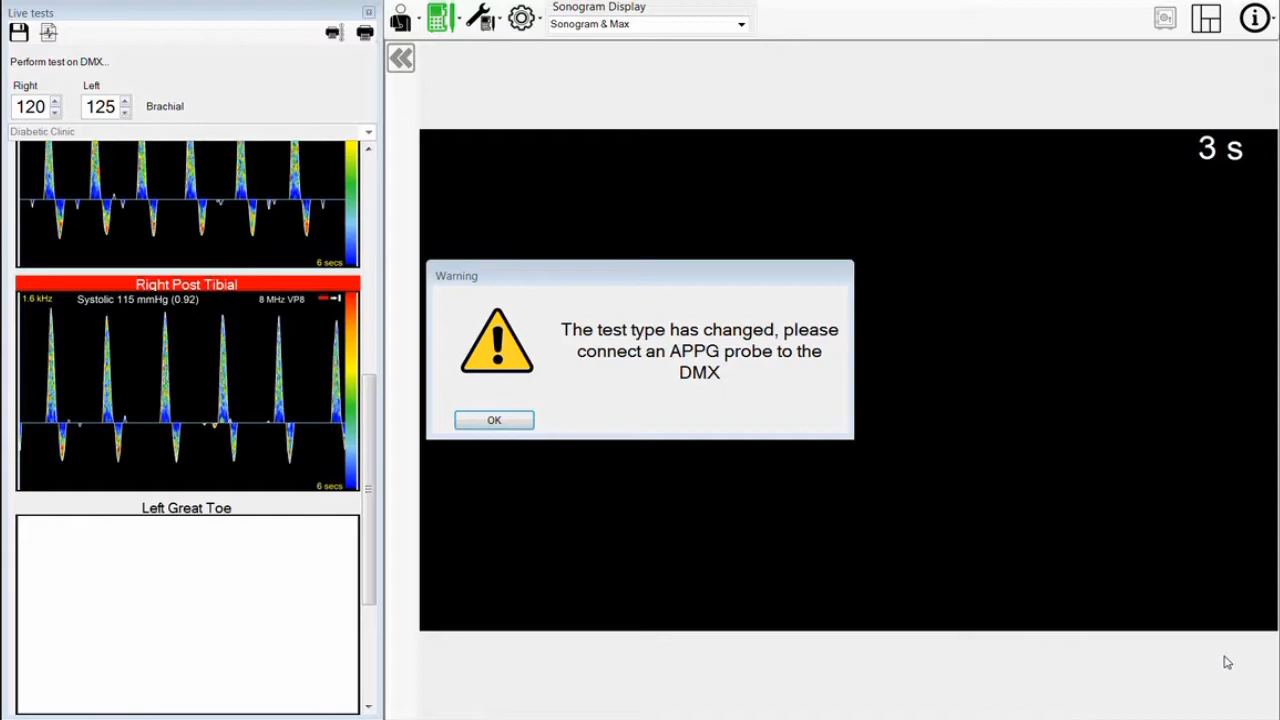 Live tests
Sonogram Display
Sonogram & Max
Perform test on DMX...
Right
Left
120
125
Brachial
Diabetic Clinic
6 secs
Right Post Tibial
1.6 kHz
Systolic 115 mmHg (0.92)
8 MHz VP8
6 secs
Left Great Toe
3 s
Warning
The test type has changed, please
connect an APPG probe to the
DMX
OK